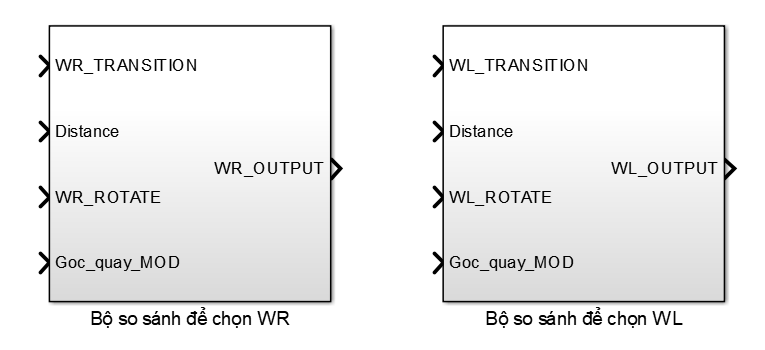 WR_TRANSITION
Distance
WR_OUTPUT
WR_ROTATE
Goc_quay_MOD
Bộ so sánh để chọn WR
WL_TRANSITION
Distance
WL_OUTPUT
WL_ROTATE
Goc_quay_MOD
Bộ so sánh để chọn WL